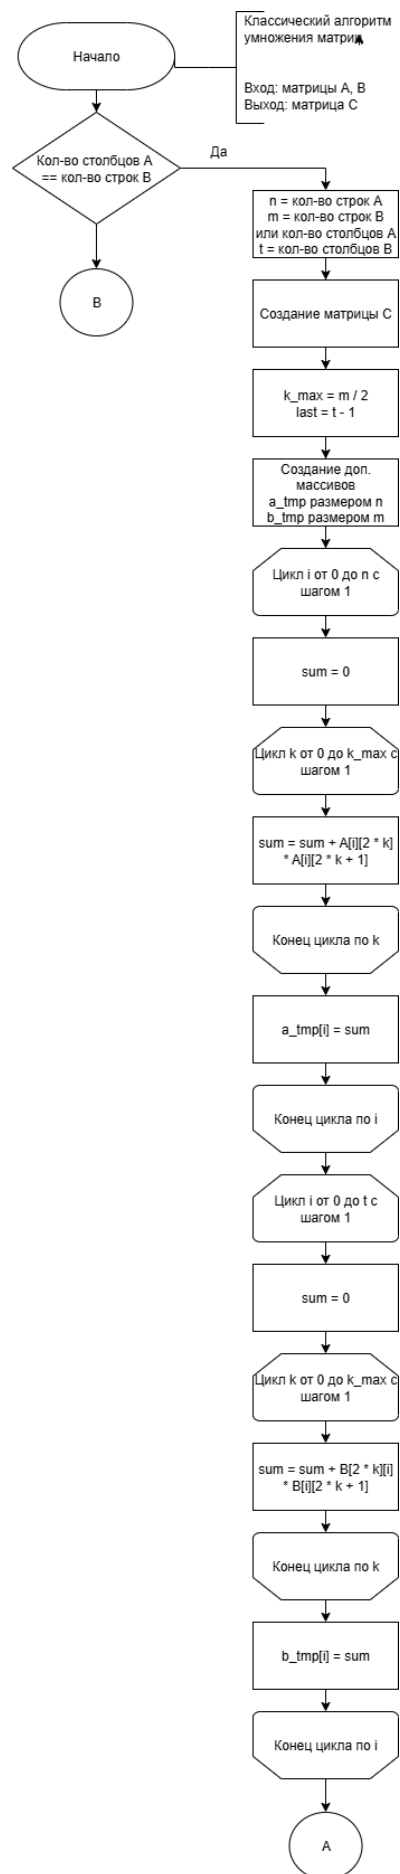 Начало
Классический алгоритм
умножения матриц
Вход: матрицы А, В
Выход: матрица С
Кол-во столбцов А
== кол-во строк В
Да
В
n = кол-во строк А
m = кол-во строк В
или кол-во столбцов А
t = кол-во столбцов В
Создание матрицы С
k_max = m / 2
last = t - 1
Создание доп.
массивов
a_tmp размером n
b_tmp размером m
Цикл i от 0 до n с
шагом 1
sum = 0
Цикл k от 0 до k_max с
шагом 1
sum = sum + A[i][2 * k]
* A[i][2 * k + 1]
Конец цикла по k
a_tmp[i] = sum
Конец цикла по i
Цикл i от 0 до t с
шагом 1
sum = 0
Цикл k от 0 до k_max с
шагом 1
sum = sum + B[2 * k][i]
* B[i][2 * k + 1]
Конец цикла по k
b_tmp[i] = sum
Конец цикла по i
А